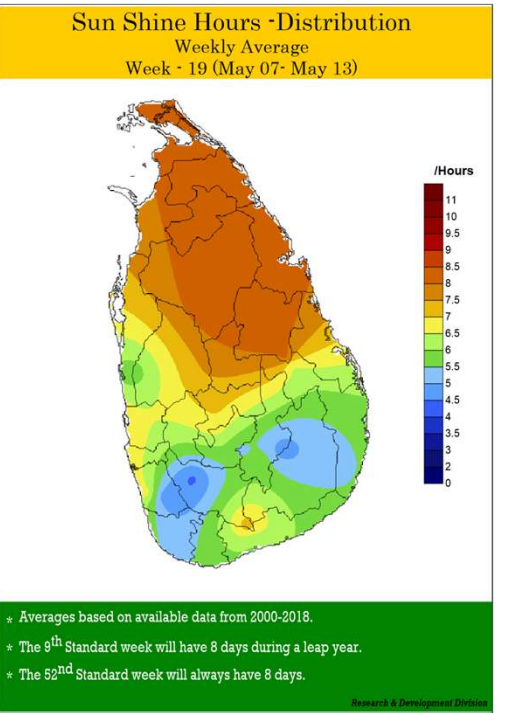 Sun Shine Hours -Distribution
Weekly Average
Week - 19 (May 07- May 13)
/Hours
11
10
9.5
9
8.5
8
7.5
7
6.5
6
5.5
5
4.5
4
3.5
3
2
0
* Averages based on available data from 2000-2018.
* The 9th Standard week will have 8 days during a leap year.
* The 52nd Standard week will always have 8 days.
Research & Development Division